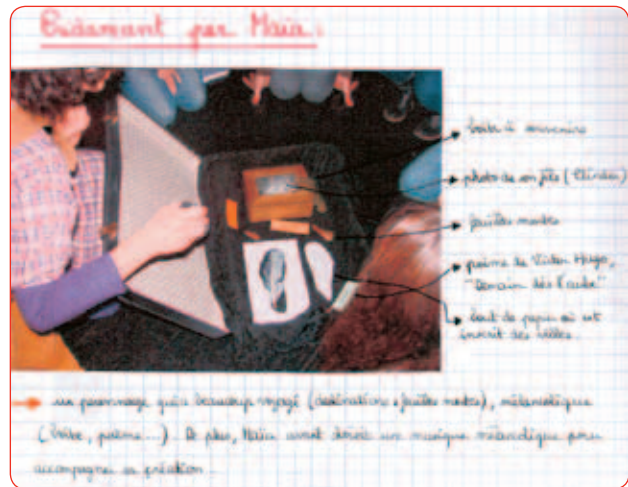 par Maïa :
boîte à souvenirs
photo de son fils
feuilles mortes
poème de Victor Hugo,
"Demain dès l'aube"
bout de papier où est
inscrit des villes.
un personnage qui a beaucoup voyagé (destinations + feuilles mortes), mélancolique
(boîte, poème...). De plus, Maïa avait choisi une musique mélancolique pour
accompagner sa création.